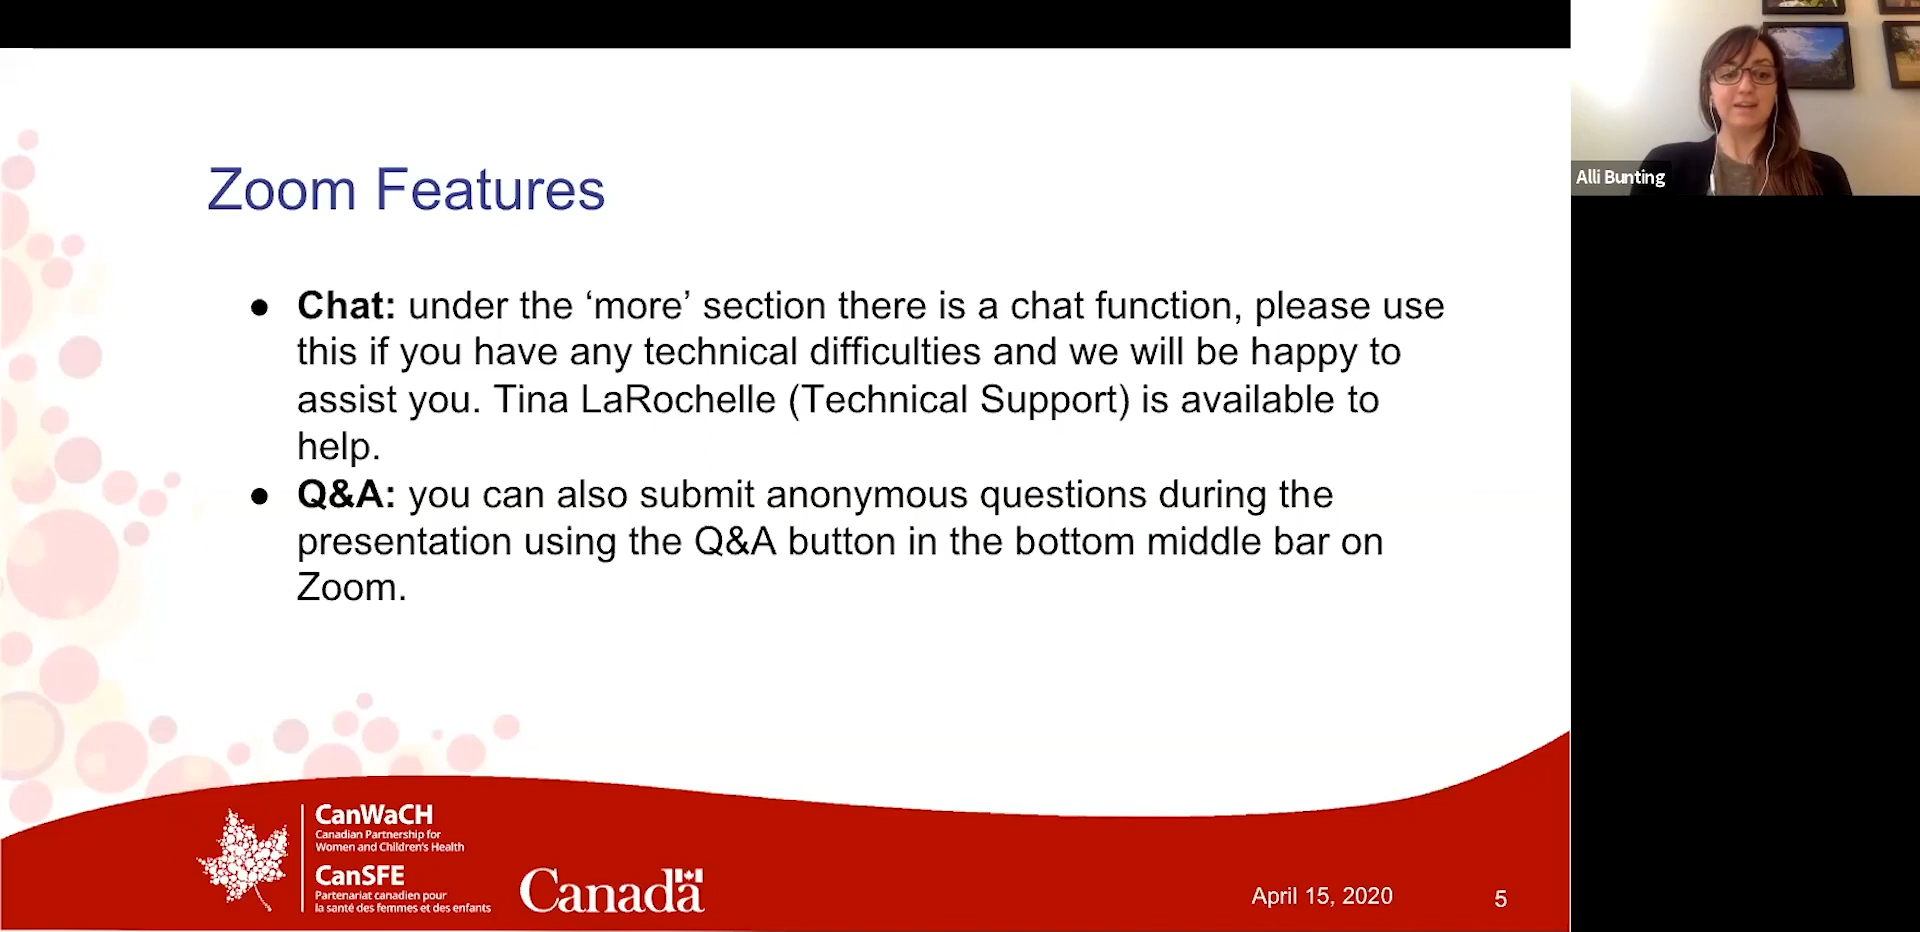 Zoom Features
● Chat: under the ‘more’ section there is a chat function, please use
this if you have any technical difficulties and we will be happy to
assist you. Tina LaRochelle (Technical Support) is available to
help.
● Q&A: you can also submit anonymous questions during the
presentation using the Q&A button in the bottom middle bar on
Zoom.
CanWaCH
Canadian Partnership for
Women and Children's Health
CanSFE
Partenariat canadien pour
la santé des femmes et des enfants
Canada
April 15, 2020
5
Alli Bunting